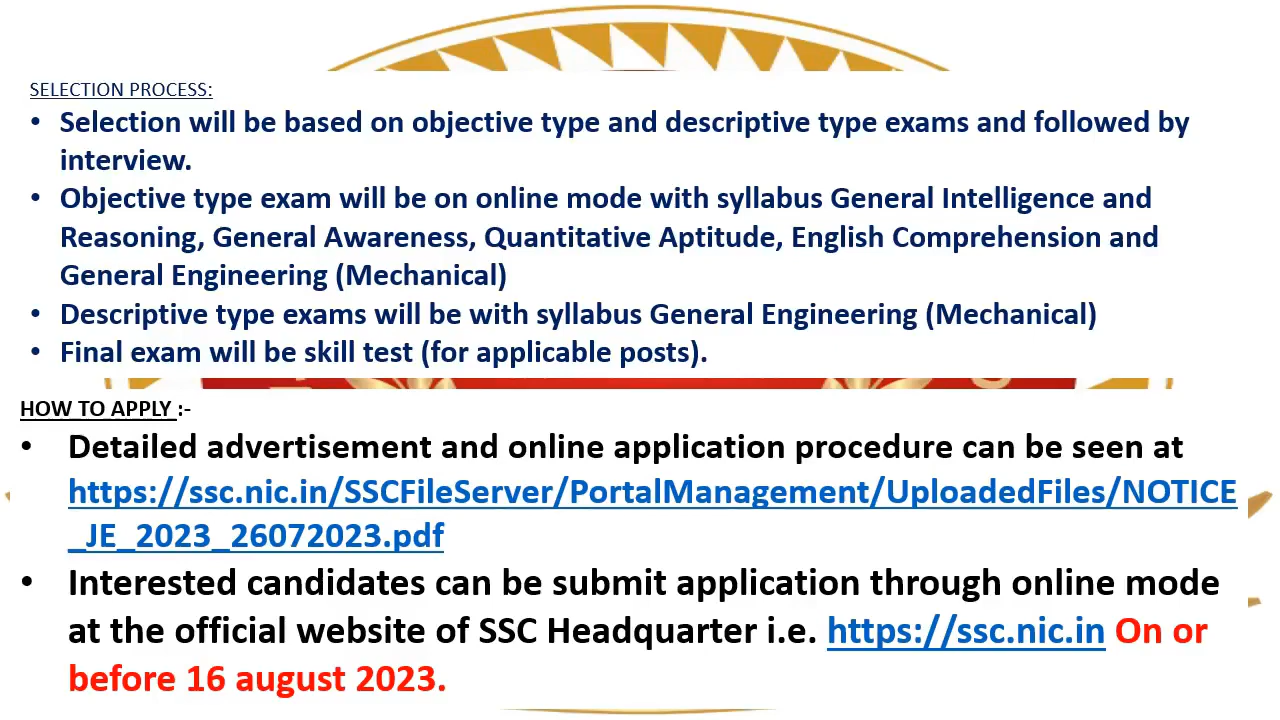 SELECTION PROCESS:
• Selection will be based on objective type and descriptive type exams and followed by
interview.
• Objective type exam will be on online mode with syllabus General Intelligence and
Reasoning, General Awareness, Quantitative Aptitude, English Comprehension and
General Engineering (Mechanical)
• Descriptive type exams will be with syllabus General Engineering (Mechanical)
• Final exam will be skill test (for applicable posts).
HOW TO APPLY :-
• Detailed advertisement and online application procedure can be seen at
https://ssc.nic.in/SSCFileServer/PortalManagement/UploadedFiles/NOTICE
_JE_2023_26072023.pdf
• Interested candidates can be submit application through online mode
at the official website of SSC Headquarter i.e. https://ssc.nic.in On or
before 16 august 2023.